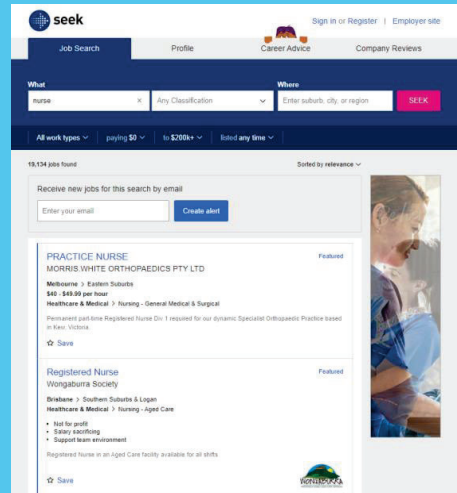 seek
Sign in or Register | Employer site
Job Search Profile Career Advice Company Reviews
What Where
nurse × Any Classification Enter suburb, city, or region SEEK
All work types paying $0 to $200k+ listed any time
19,134 jobs found Sorted by relevance
Receive new jobs for this search by email
Enter your email Create alert
PRACTICE NURSE Featured
MORRIS.WHITE ORTHOPAEDICS PTY LTD
Melbourne > Eastern Suburbs
$40 - $49.99 per hour
Healthcare & Medical > Nursing - General Medical & Surgical
Permanent part-time Registered Nurse Div 1 required for our dynamic Specialist Orthopaedic Practice based
in Kew, Victoria.
Save
Registered Nurse Featured
Wongaburra Society
Brisbane > Southern Suburbs & Logan
Healthcare & Medical > Nursing - Aged Care
• Not for profit
• Salary sacrificing
• Support team environment
Registered Nurse in an Aged Care facility available for all shifts
Save
WONGABURRA